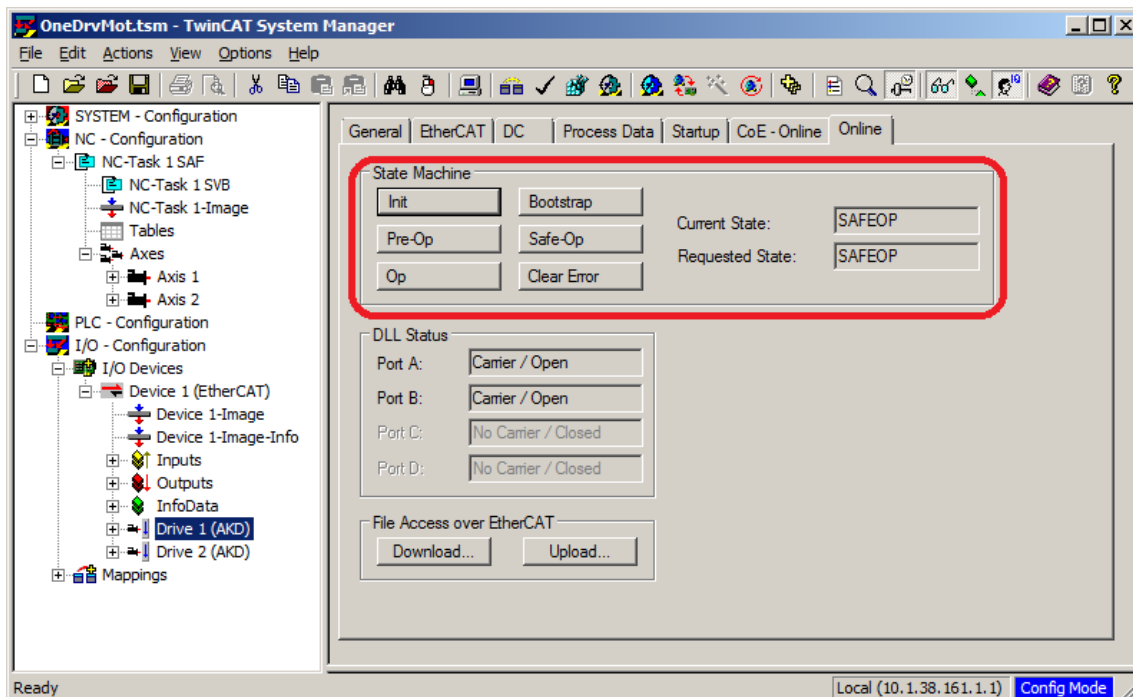 OneDrvMot.tsm - TwinCAT System Manager
File Edit Actions View Options Help
SYSTEM - Configuration
NC - Configuration
NC-Task 1 SAF
NC-Task 1 SVB
NC-Task 1-Image
Tables
Axes
Axis 1
Axis 2
PLC - Configuration
I/O - Configuration
I/O Devices
Device 1 (EtherCAT)
Device 1-Image
Device 1-Image-Info
Inputs
Outputs
InfoData
Drive 1 (AKD)
Drive 2 (AKD)
Mappings
General EtherCAT DC Process Data Startup CoE - Online Online
State Machine
Init Bootstrap
Pre-Op Safe-Op
Op Clear Error
Current State: SAFEOP
Requested State: SAFEOP
DLL Status
Port A: Carrier / Open
Port B: Carrier / Open
Port C: No Carrier / Closed
Port D: No Carrier / Closed
File Access over EtherCAT
Download... Upload...
Ready Local (10.1.38.161.1.1) Config Mode